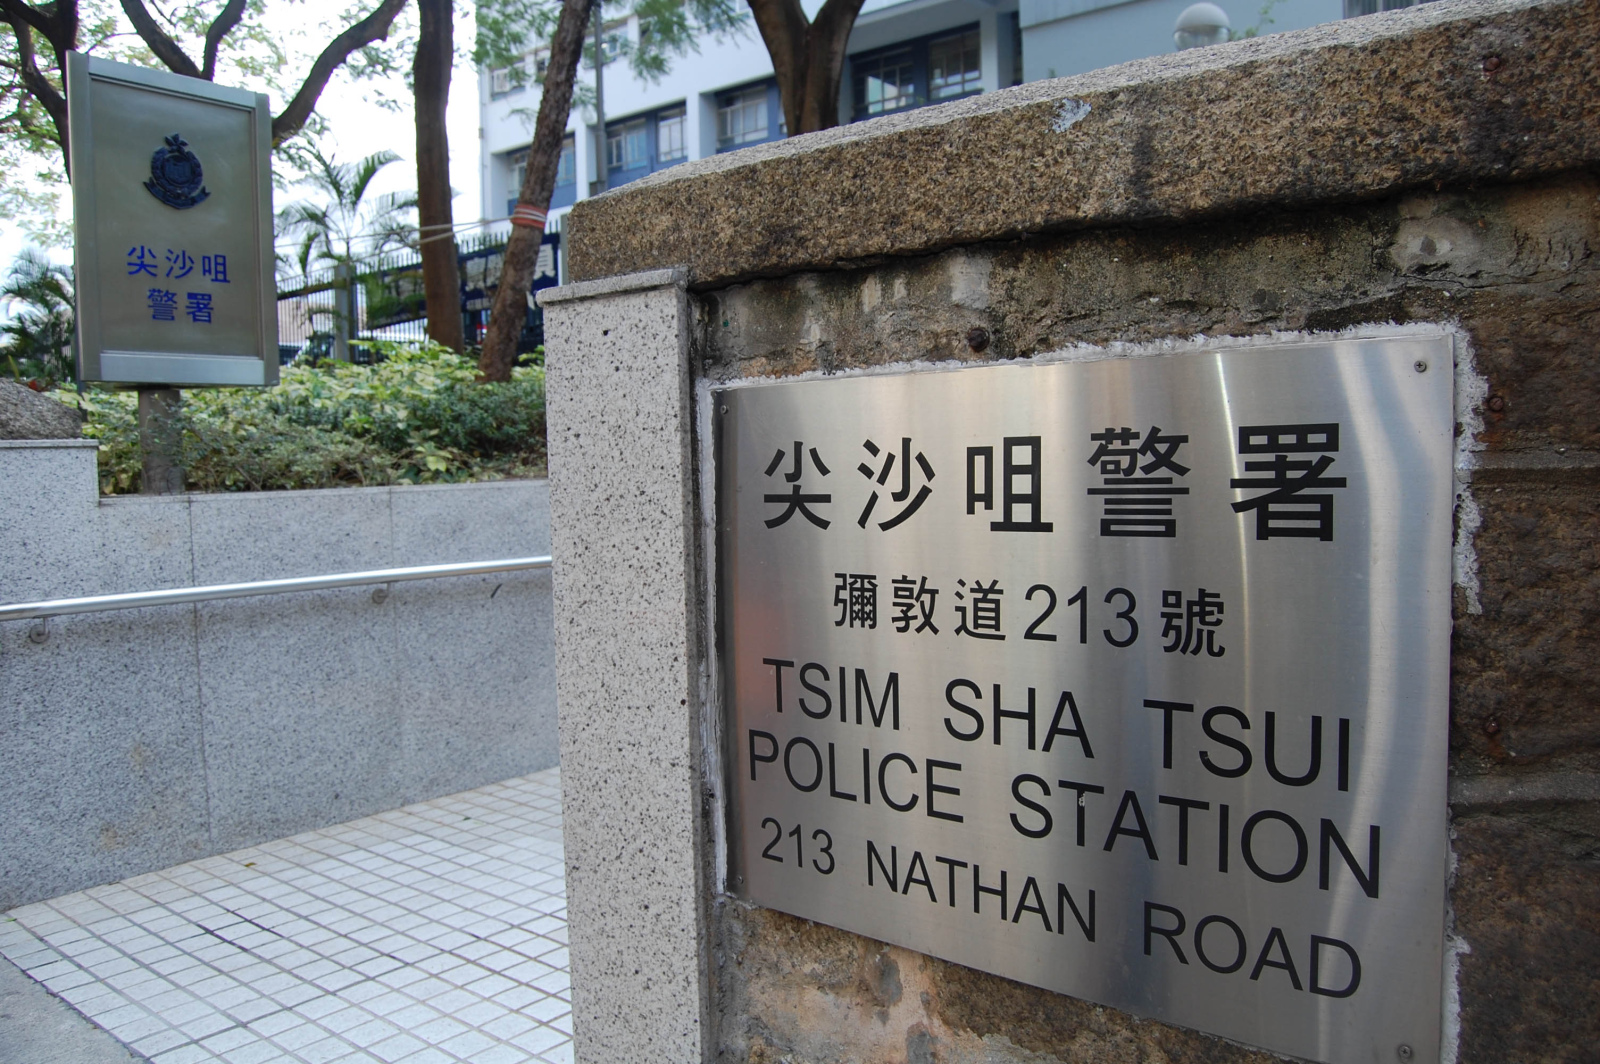 尖沙咀
警署
尖沙咀警署
彌敦道213號
TSIM SHA TSUI
POLICE STATION
213 NATHAN ROAD